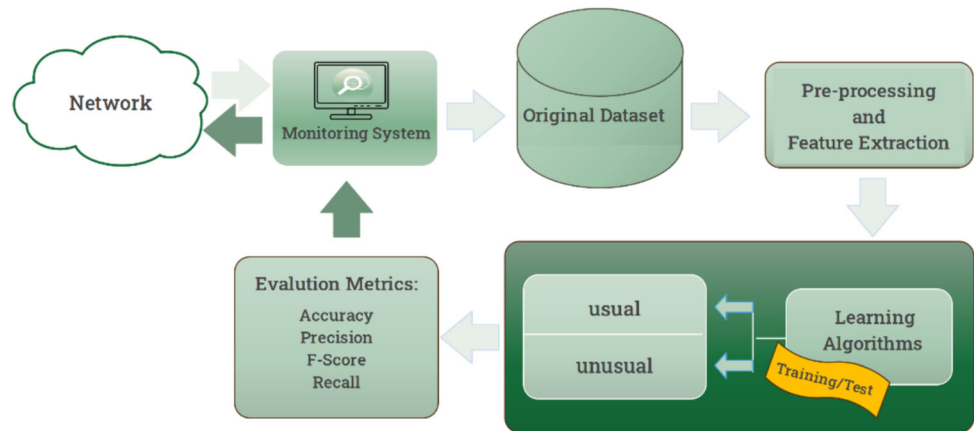 Network
Monitoring System
Original Dataset
Pre-processing
and
Feature Extraction
Evalution Metrics:
Accuracy
Precision
F-Score
Recall
usual
unusual
Learning
Algorithms
Training/Test